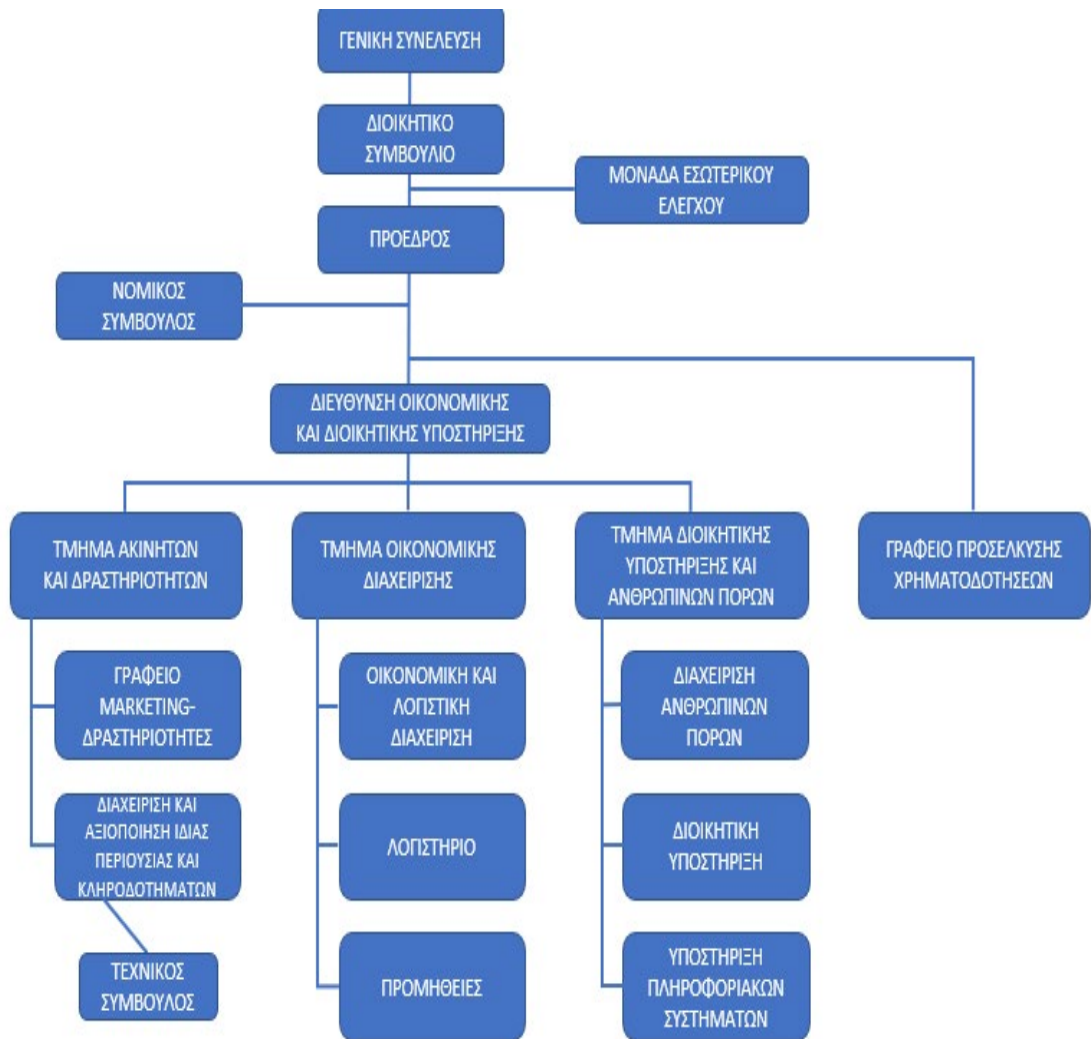 ΓΕΝΙΚΗ ΣΥΝΕΛΕΥΣΗ
ΔΙΟΙΚΗΤΙΚΟ
ΣΥΜΒΟΥΛΙΟ
ΜΟΝΑΔΑ ΕΣΩΤΕΡΙΚΟΥ
ΕΛΕΓΧΟΥ
ΠΡΟΕΔΡΟΣ
ΝΟΜΙΚΟΣ
ΣΥΜΒΟΥΛΟΣ
ΔΙΕΥΘΥΝΣΗ ΟΙΚΟΝΟΜΙΚΗΣ
ΚΑΙ ΔΙΟΙΚΗΤΙΚΗΣ ΥΠΟΣΤΗΡΙΞΗΣ
ΤΜΗΜΑ ΑΚΙΝΗΤΩΝ
ΚΑΙ ΔΡΑΣΤΗΡΙΟΤΗΤΩΝ
ΤΜΗΜΑ ΟΙΚΟΝΟΜΙΚΗΣ
ΔΙΑΧΕΙΡΙΣΗΣ
ΤΜΗΜΑ ΔΙΟΙΚΗΤΙΚΗΣ
ΥΠΟΣΤΗΡΙΞΗΣ ΚΑΙ
ΑΝΘΡΩΠΙΝΩΝ ΠΟΡΩΝ
ΓΡΑΦΕΙΟ ΠΡΟΣΕΛΚΥΣΗΣ
ΧΡΗΜΑΤΟΔΟΤΗΣΕΩΝ
ΓΡΑΦΕΙΟ
MARKETING-
ΔΡΑΣΤΗΡΙΟΤΗΤΕΣ
ΟΙΚΟΝΟΜΙΚΗ ΚΑΙ
ΛΟΓΙΣΤΙΚΗ
ΔΙΑΧΕΙΡΙΣΗ
ΔΙΑΧΕΙΡΙΣΗ
ΑΝΘΡΩΠΙΝΩΝ
ΠΟΡΩΝ
ΔΙΑΧΕΙΡΙΣΗ ΚΑΙ
ΑΞΙΟΠΟΙΗΣΗ ΙΔΙΑΣ
ΠΕΡΙΟΥΣΙΑΣ ΚΑΙ
ΚΛΗΡΟΔΟΤΗΜΑΤΩΝ
ΛΟΓΙΣΤΗΡΙΟ
ΔΙΟΙΚΗΤΙΚΗ
ΥΠΟΣΤΗΡΙΞΗ
ΤΕΧΝΙΚΟΣ
ΣΥΜΒΟΥΛΟΣ
ΠΡΟΜΗΘΕΙΕΣ
ΥΠΟΣΤΗΡΙΞΗ
ΠΛΗΡΟΦΟΡΙΑΚΩΝ
ΣΥΣΤΗΜΑΤΩΝ